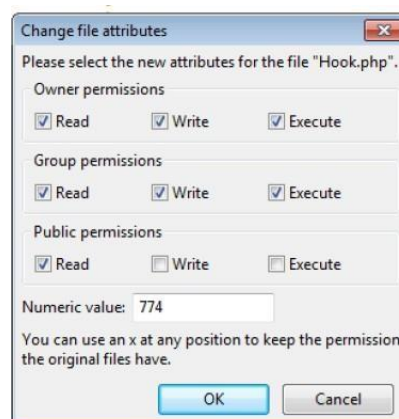 Change file attributes
Please select the new attributes for the file "Hook.php".
Owner permissions
Read Write Execute
Group permissions
Read Write Execute
Public permissions
Read Write Execute
Numeric value: 774
You can use an x at any position to keep the permission
the original files have.
OK Cancel